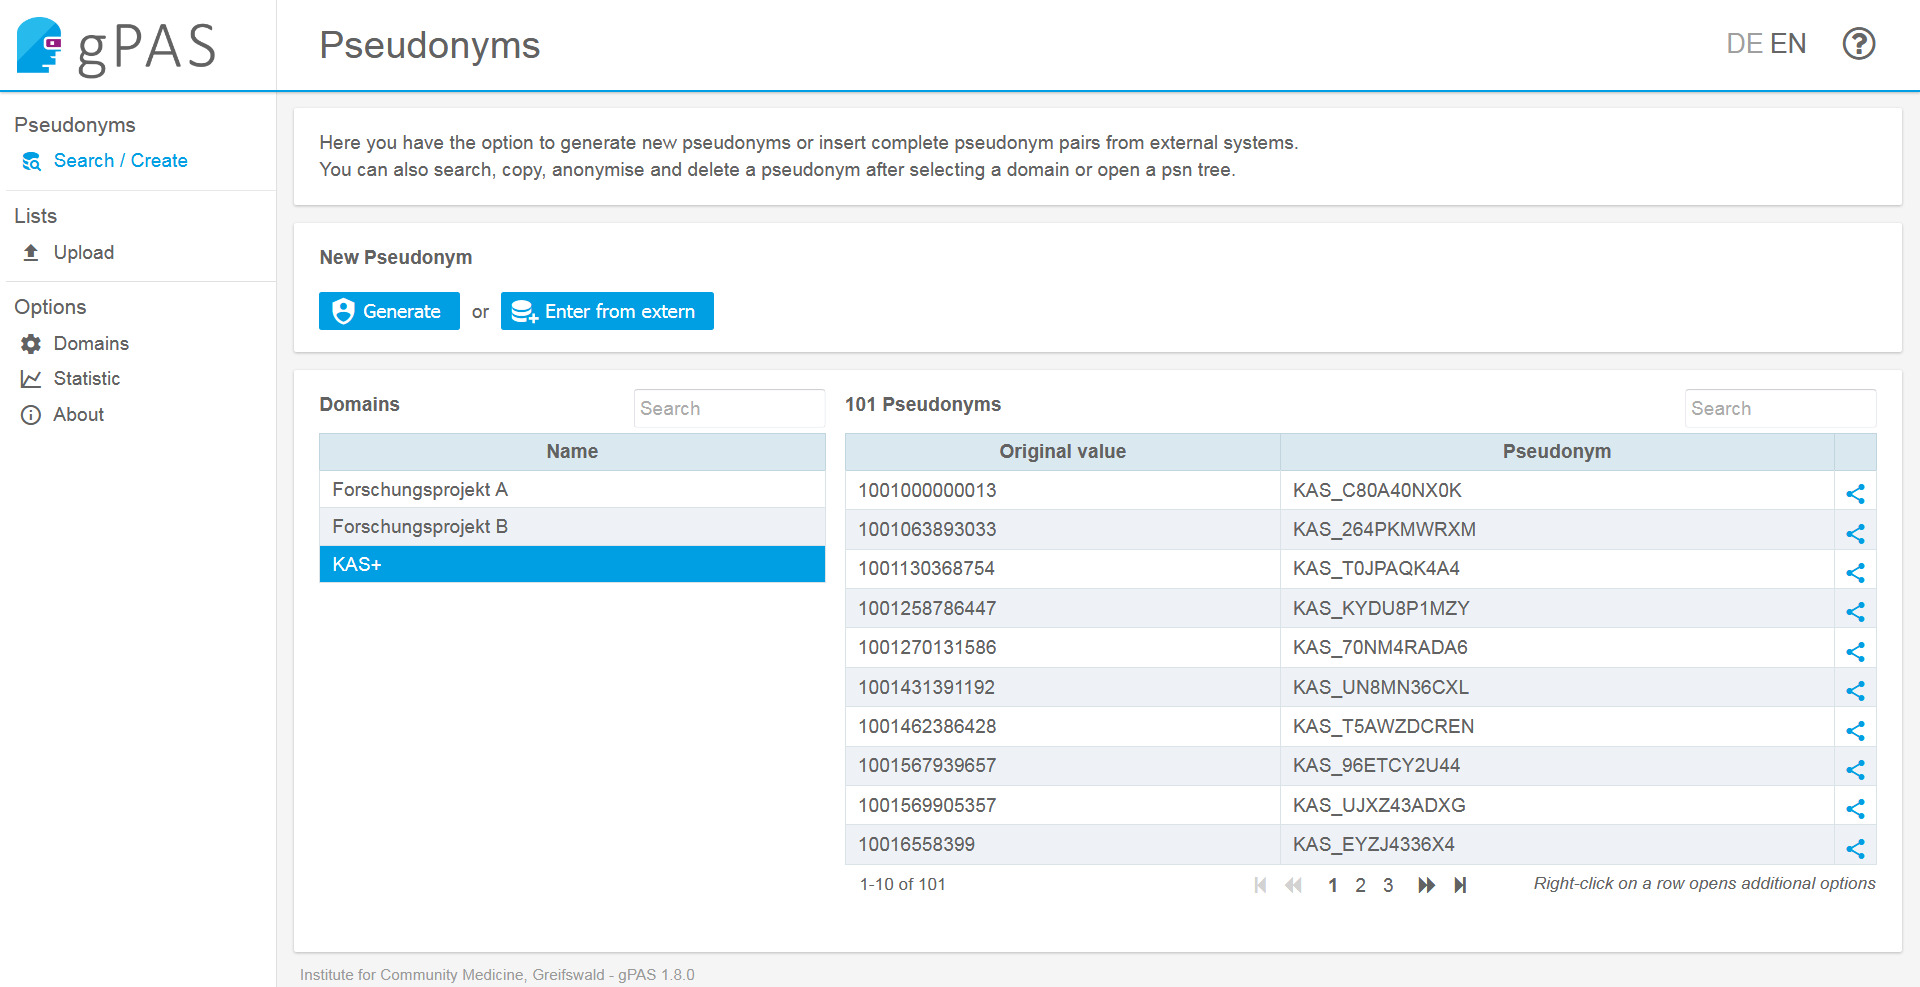 gPAS
Pseudonyms
DE EN
Pseudonyms
Search / Create
Lists
Upload
Options
Domains
Statistic
About
Here you have the option to generate new pseudonyms or insert complete pseudonym pairs from external systems.
You can also search, copy, anonymise and delete a pseudonym after selecting a domain or open a psn tree.
New Pseudonym
Generate or Enter from extern
Domains Search
Name
Forschungsprojekt A
Forschungsprojekt B
KAS+
101 Pseudonyms Search
Original value Pseudonym
1001000000013 KAS_C80A40NX0K
1001063893033 KAS_264PKMWRXM
1001130368754 KAS_T0JPAQK4A4
1001258786447 KAS_KYDU8P1MZY
1001270131586 KAS_70NM4RADA6
1001431391192 KAS_UN8MN36CXL
1001462386428 KAS_T5AWZDCREN
1001567939657 KAS_96ETCY2U44
1001569905357 KAS_UJXZ43ADXG
10016558399 KAS_EYZJ4336X4
1-10 of 101 1 2 3 Right-click on a row opens additional options
Institute for Community Medicine, Greifswald - gPAS 1.8.0